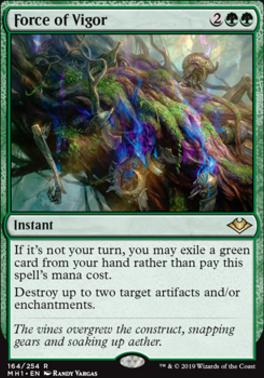 Force of Vigor 2
Instant
If it's not your turn, you may exile a green
card from your hand rather than pay this
spell's mana cost.
Destroy up to two target artifacts and/or
enchantments.
The vines overgrew the construct, snapping
gears and soaking up aether.
164/254 R
MH1 • EN RANDY VARGAS
™ & © 2019 Wizards of the Coast